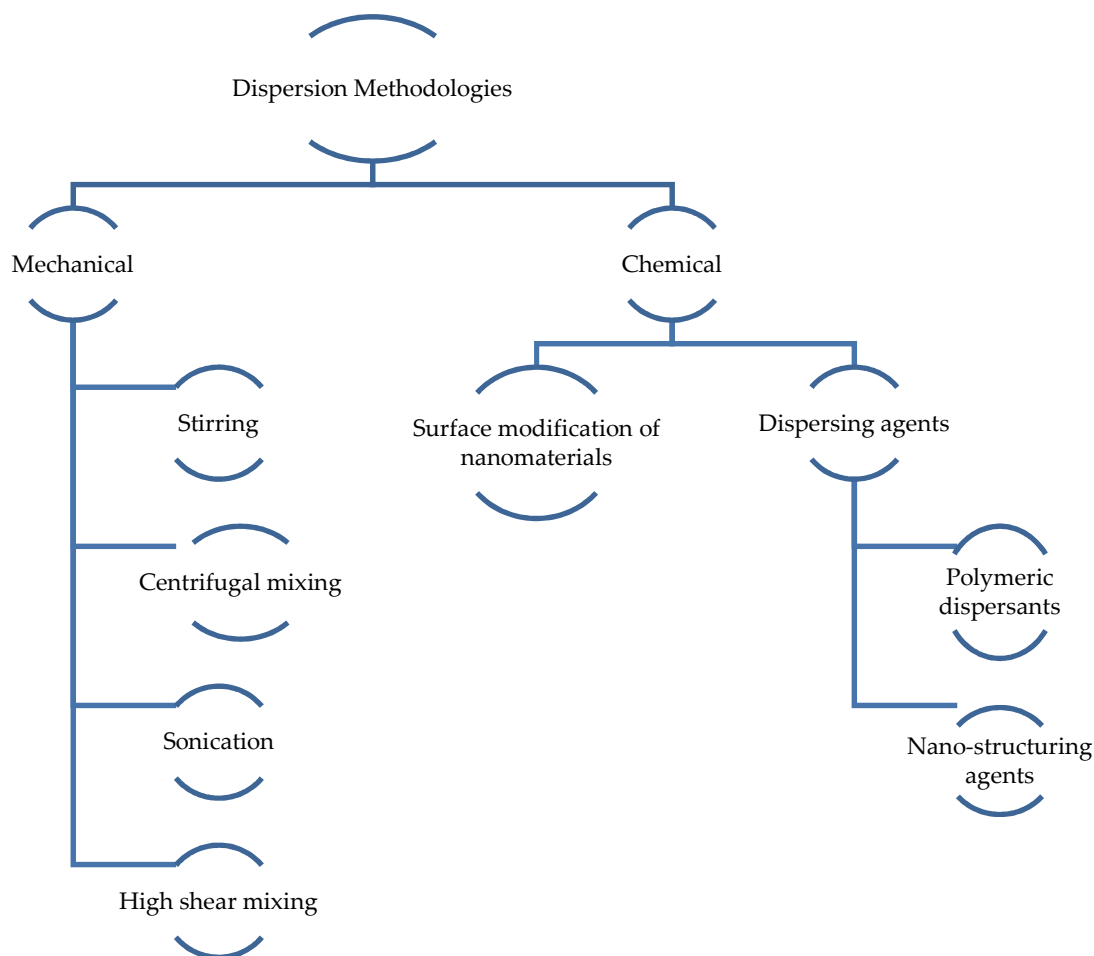 Dispersion Methodologies
Mechanical
Chemical
Stirring
Centrifugal mixing
Sonication
High shear mixing
Surface modification of
nanomaterials
Dispersing agents
Polymeric
dispersants
Nano-structuring
agents